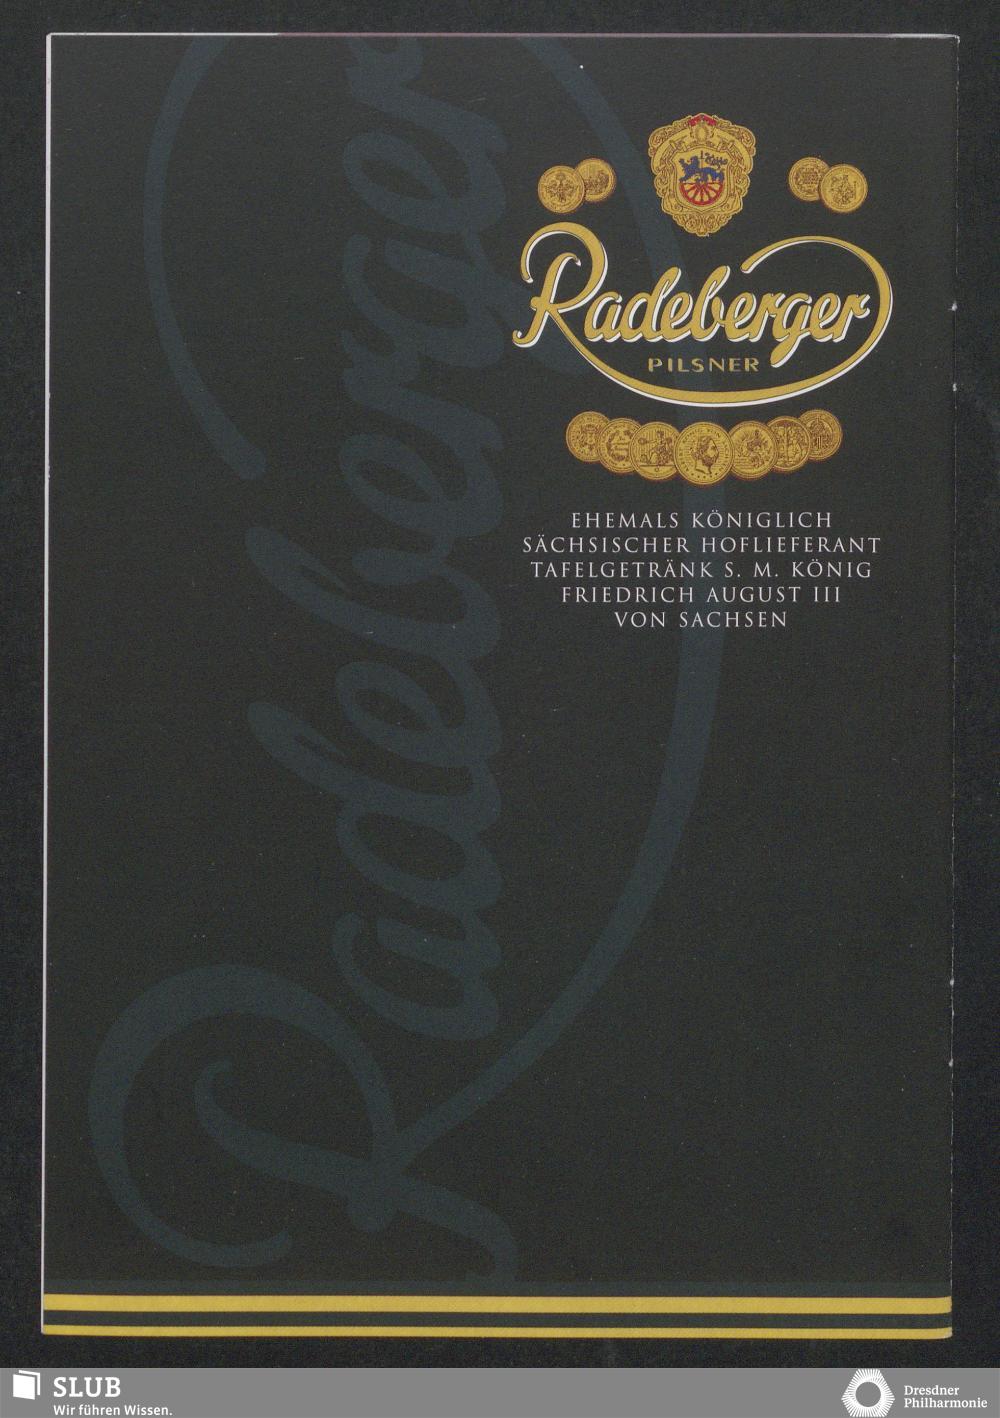 Radeberger
Radeberger
PILSNER
EHEMALS KÖNIGLICH
SÄCHSISCHER HOFLIEFERANT
TAFELGETRÄNK S. M. KÖNIG
FRIEDRICH AUGUST III
VON SACHSEN
SLUB
Wir führen Wissen.
Dresdner
Philharmonie